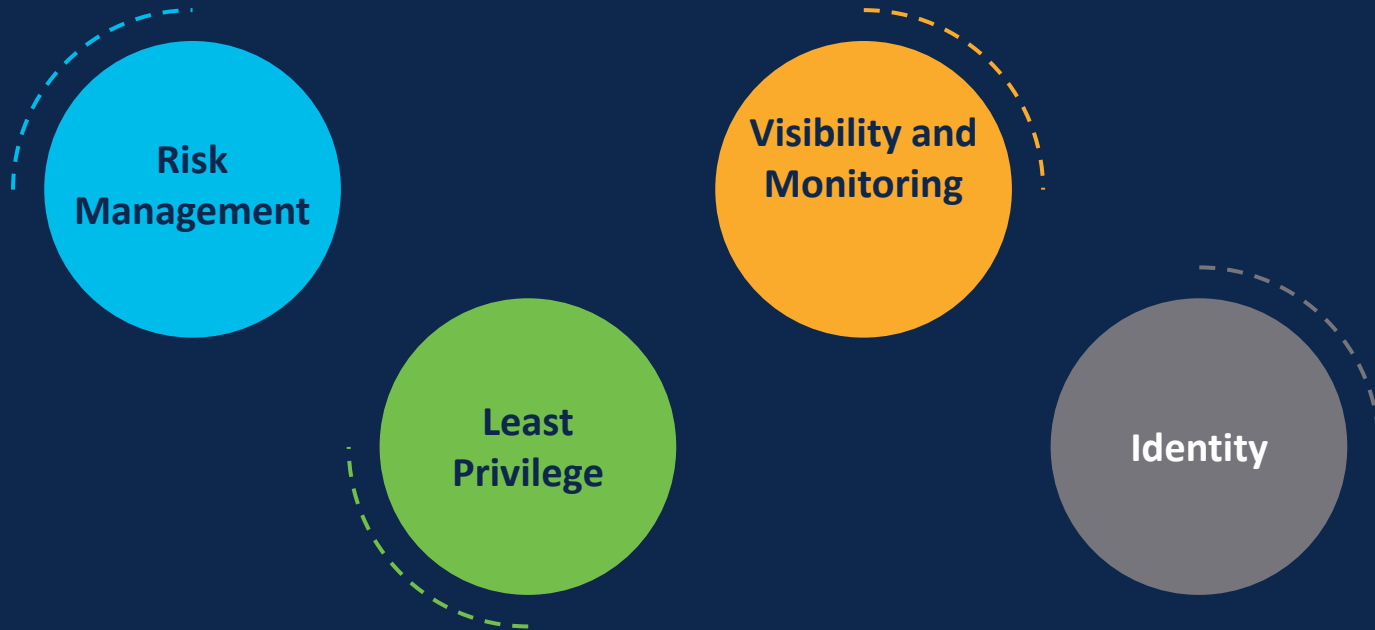 Risk
Management
Visibility and
Monitoring
Least
Privilege
Identity